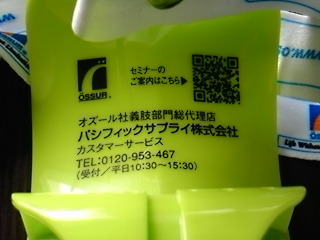 ÖSSUR
セミナーの
ご案内はこちら▶
オズール社義肢部門総代理店
パシフィックサプライ株式会社
カスタマーサービス
TEL:0120-953-467
(受付／平日10:30~15:30)
Life Without